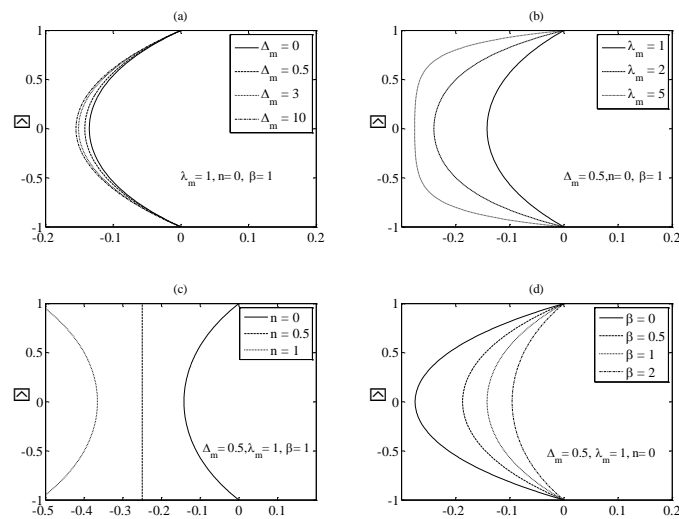 (a)
1
0.5
0
-0.5
-1
-0.2 -0.1 0 0.1 0.2
Δm = 0
Δm = 0.5
Δm = 3
Δm = 10
λm = 1, n= 0, β= 1
(b)
1
0.5
0
-0.5
-1
-0.2 -0.1 0 0.1 0.2
λm = 1
λm = 2
λm = 5
Δm = 0.5,n= 0, β= 1
(c)
1
0.5
0
-0.5
-1
-0.5 -0.4 -0.3 -0.2 -0.1 0 0.1 0.2
n = 0
n = 0.5
n = 1
Δm = 0.5,λm = 1, β= 1
(d)
1
0.5
0
-0.5
-1
-0.2 -0.1 0 0.1 0.2
β = 0
β = 0.5
β = 1
β = 2
Δm = 0.5, λm = 1, n= 0